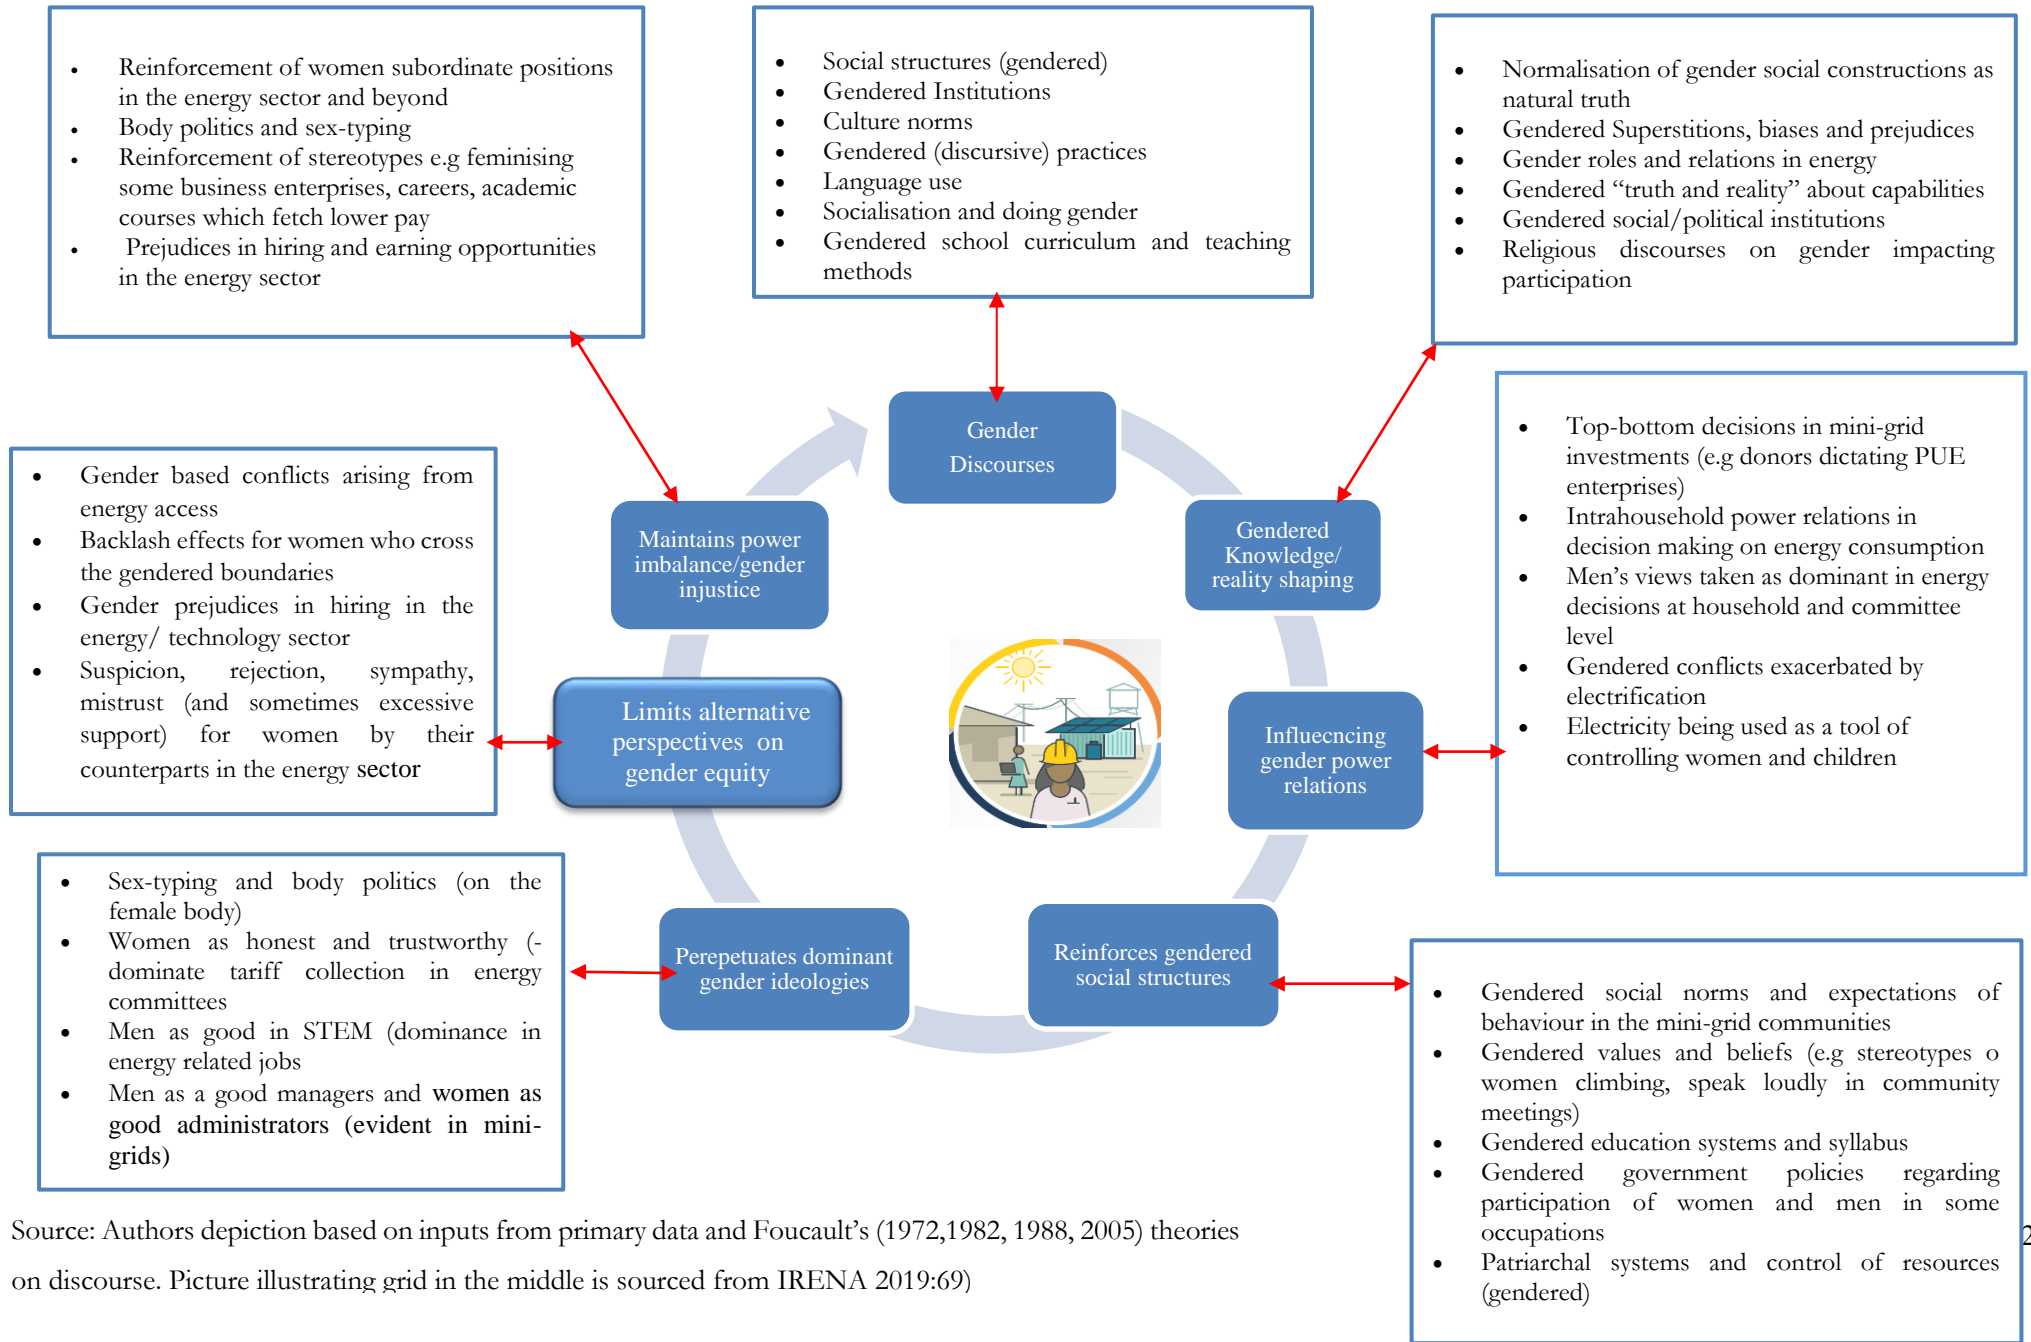 • Reinforcement of women subordinate positions
in the energy sector and beyond
• Body politics and sex-typing
• Reinforcement of stereotypes e.g feminising
some business enterprises, careers, academic
courses which fetch lower pay
• Prejudices in hiring and earning opportunities
in the energy sector
• Social structures (gendered)
• Gendered Institutions
• Culture norms
• Gendered (discursive) practices
• Language use
• Socialisation and doing gender
• Gendered school curriculum and teaching
methods
• Normalisation of gender social constructions as
natural truth
• Gendered Superstitions, biases and prejudices
• Gender roles and relations in energy
• Gendered “truth and reality” about capabilities
• Gendered social/political institutions
• Religious discourses on gender impacting
participation
Gender
Discourses
Gendered
Knowledge/
reality shaping
• Top-bottom decisions in mini-grid
investments (e.g donors dictating PUE
enterprises)
• Intrahousehold power relations in
decision making on energy consumption
• Men’s views taken as dominant in energy
decisions at household and committee
level
• Gendered conflicts exacerbated by
electrification
• Electricity being used as a tool of
controlling women and children
Maintains power
imbalance/gender
injustice
• Gender based conflicts arising from
energy access
• Backlash effects for women who cross
the gendered boundaries
• Gender prejudices in hiring in the
energy/ technology sector
• Suspicion, rejection, sympathy,
mistrust (and sometimes excessive
support) for women by their
counterparts in the energy sector
Limits alternative
perspectives on
gender equity
Influecncing
gender power
relations
• Sex-typing and body politics (on the
female body)
• Women as honest and trustworthy (-
dominate tariff collection in energy
committees
• Men as good in STEM (dominance in
energy related jobs
• Men as a good managers and women as
good administrators (evident in mini-
grids)
Perepetuates dominant
gender ideologies
Reinforces gendered
social structures
• Gendered social norms and expectations of
behaviour in the mini-grid communities
• Gendered values and beliefs (e.g stereotypes o
women climbing, speak loudly in community
meetings)
• Gendered education systems and syllabus
• Gendered government policies regarding
participation of women and men in some
occupations
• Patriarchal systems and control of resources
(gendered)
Source: Authors depiction based on inputs from primary data and Foucault’s (1972,1982, 1988, 2005) theories
on discourse. Picture illustrating grid in the middle is sourced from IRENA 2019:69)
2